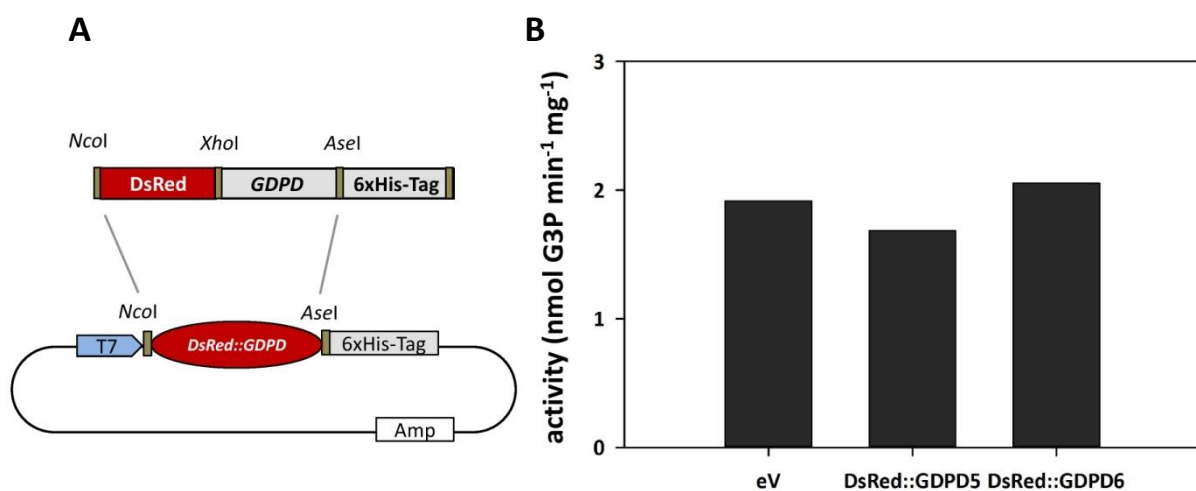 A
NcoI XhoI AseI
DsRed GDPD 6xHis-Tag
NcoI AseI
T7 DsRed::GDPD 6xHis-Tag
Amp
B
activity (nmol G3P min⁻¹ mg⁻¹)
3
2
1
0
eV DsRed::GDPD5 DsRed::GDPD6